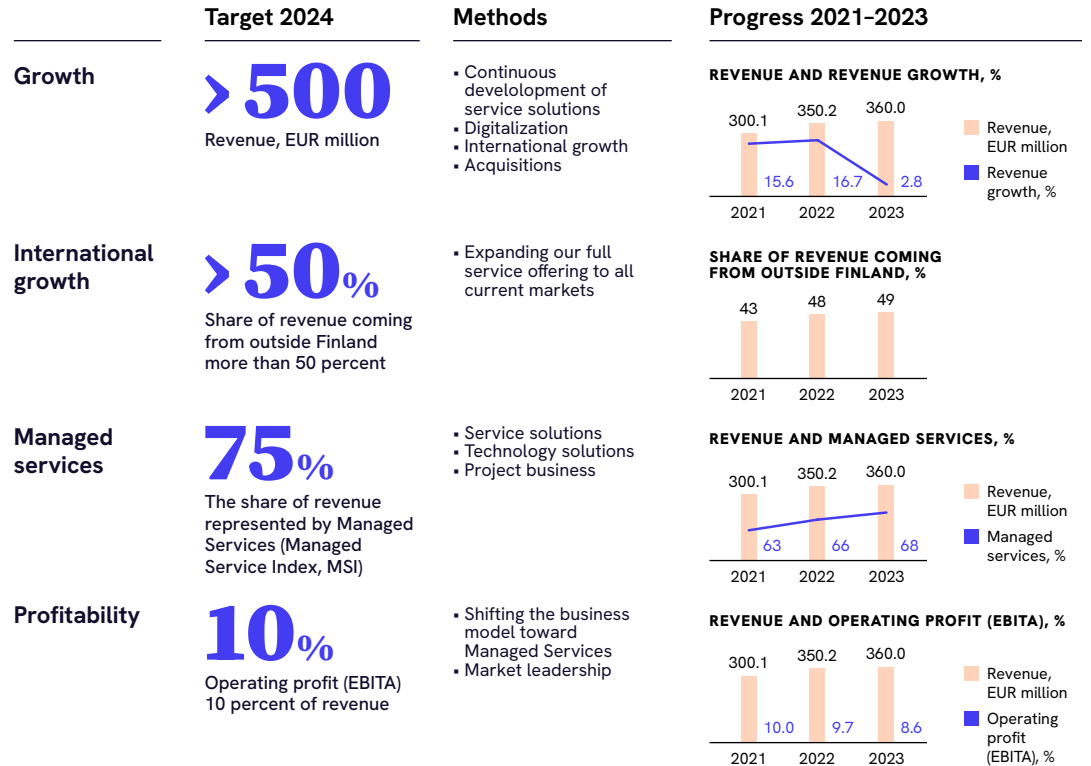 Target 2024
Methods
Progress 2021–2023
Growth
> 500
Revenue, EUR million
▪ Continuous
develolopment of
service solutions
▪ Digitalization
▪ International growth
▪ Acquisitions
REVENUE AND REVENUE GROWTH, %
300.1 350.2 360.0
15.6 16.7 2.8
2021 2022 2023
Revenue,
EUR million
Revenue
growth, %
International
growth
> 50%
Share of revenue coming
from outside Finland
more than 50 percent
▪ Expanding our full
service offering to all
current markets
SHARE OF REVENUE COMING
FROM OUTSIDE FINLAND, %
43 48 49
2021 2022 2023
Managed
services
75%
The share of revenue
represented by Managed
Services (Managed
Service Index, MSI)
▪ Service solutions
▪ Technology solutions
▪ Project business
REVENUE AND MANAGED SERVICES, %
300.1 350.2 360.0
63 66 68
2021 2022 2023
Revenue,
EUR million
Managed
services, %
Profitability
10%
Operating profit (EBITA)
10 percent of revenue
▪ Shifting the business
model toward
Managed Services
▪ Market leadership
REVENUE AND OPERATING PROFIT (EBITA), %
300.1 350.2 360.0
10.0 9.7 8.6
2021 2022 2023
Revenue,
EUR million
Operating
profit
(EBITA), %